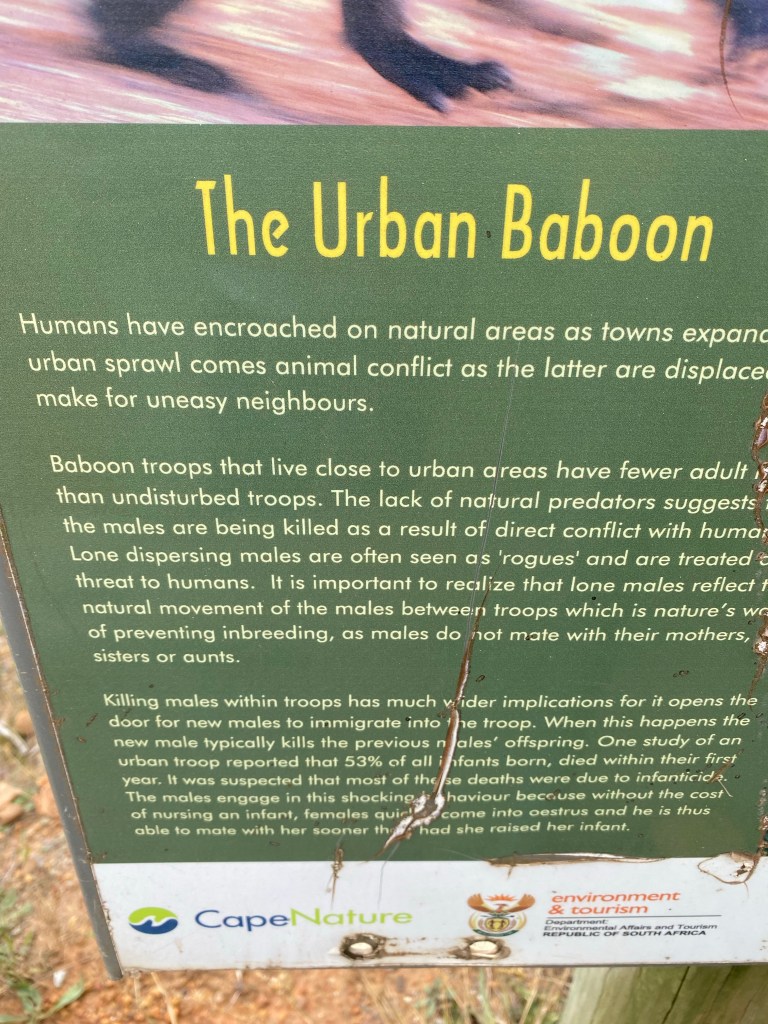 The Urban Baboon
Humans have encroached on natural areas as towns
urban sprawl comes animal conflict as the latter are
make for uneasy neighbours.
Baboon troops that live close to urban areas have fewer adult
than undisturbed troops. The lack of natural predators suggests
the males are being killed as a result of direct conflict with
Lone dispersing males are often seen as 'rogues' and are treated
threat to humans. It is important to realize that lone males reflect
natural movement of the males between troops which is nature's
of preventing inbreeding, as males do not mate with their mothers,
sisters or aunts.
Killing males within troops has much wider implications for it opens the
door for new males to immigrate into the troop. When this happens the
new male typically kills the previous males' offspring. One study of an
urban troop reported that 53% of all infants born, died within their first
year. It was suspected that most of these deaths were due to infanticide.
The males engage in this shocking behaviour because without the cost
of nursing an infant, females come into oestrus and he is thus
able to mate with her sooner than had she raised her infant.
CapeNature
environment
& tourism
Department:
Environmental Affairs and Tourism
REPUBLIC OF SOUTH AFRICA